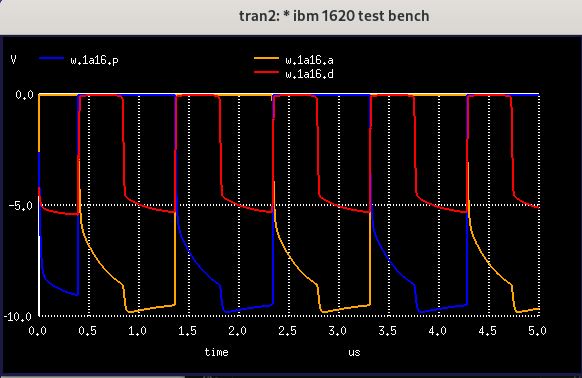 tran2: * ibm 1620 test bench
V
w.1a16.p w.1a16.a
w.1a16.d
0.0
-5.0
-10.0
0.0 0.5 1.0 1.5 2.0 2.5 3.0 3.5 4.0 4.5 5.0
time us